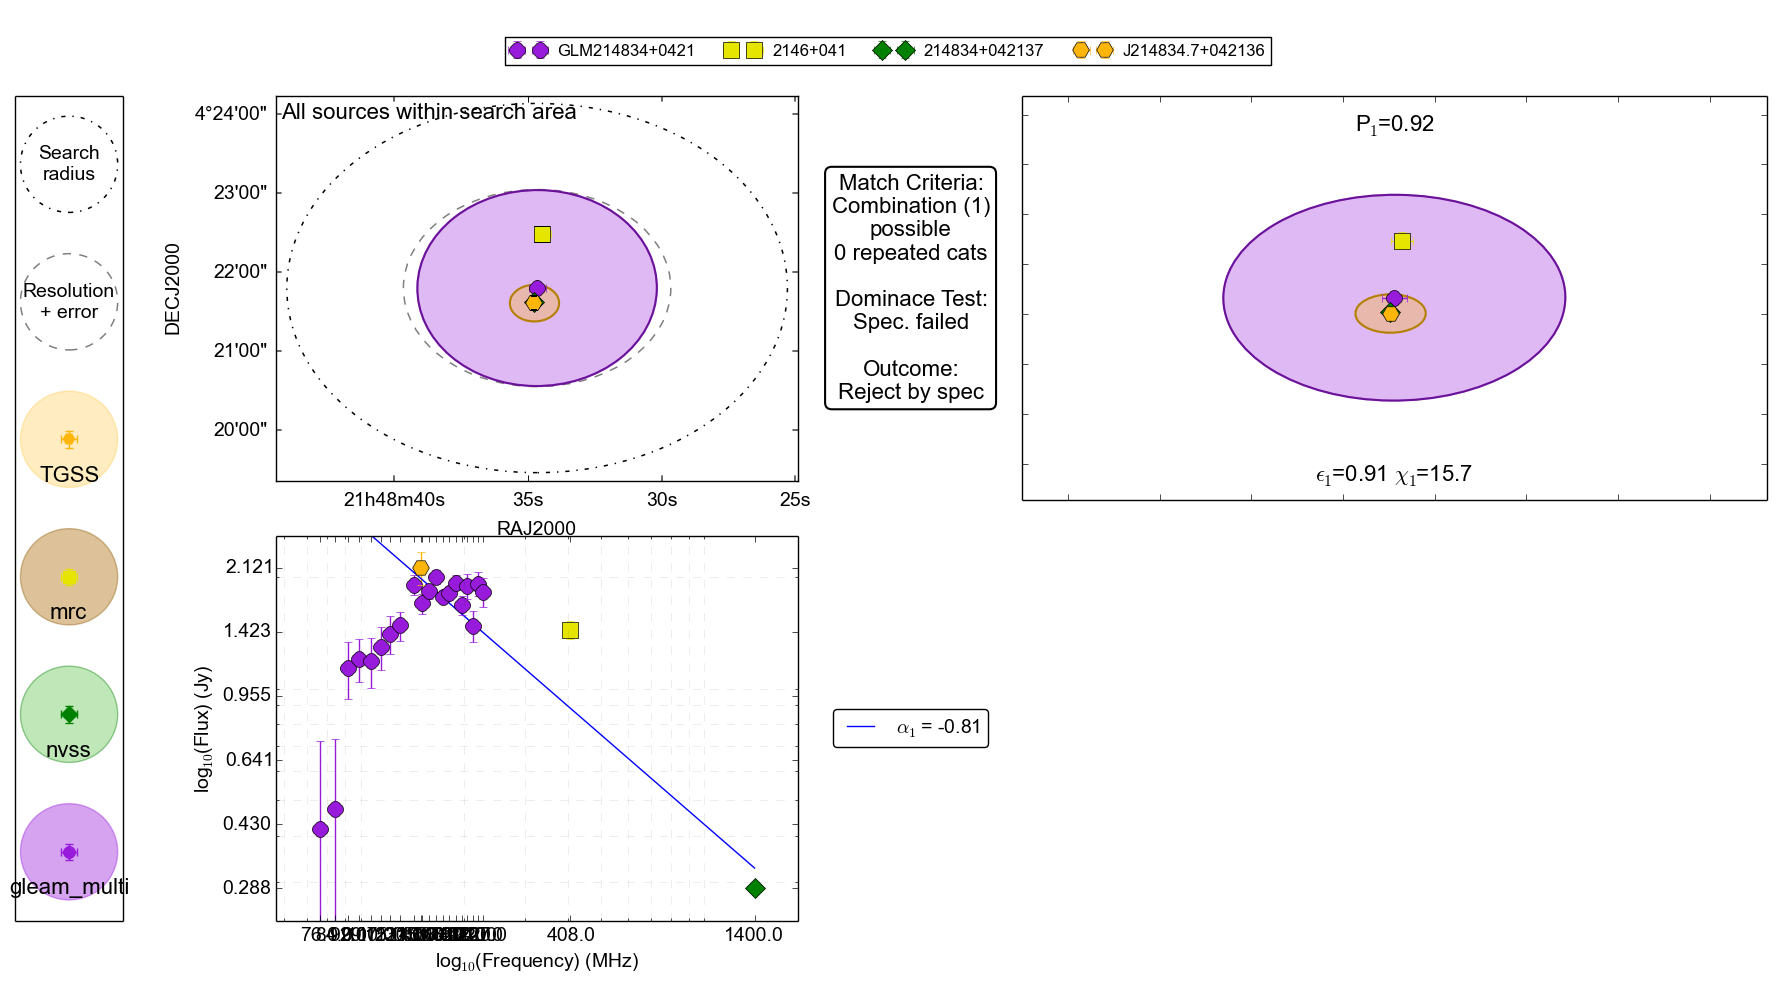 GLM214834+0421
2146+041
214834+042137
J214834.7+042136
Search
radius
Resolution
+ error
TGSS
mrc
nvss
gleam_multi
All sources within search area
4°24'00"
23'00"
22'00"
21'00"
20'00"
DECJ2000
21h48m40s
35s
30s
25s
RAJ2000
Match Criteria:
Combination (1)
possible
0 repeated cats
Dominace Test:
Spec. failed
Outcome:
Reject by spec
P1=0.92
ϵ1=0.91 χ1=15.7
2.121
1.423
0.955
0.641
0.430
0.288
log10(Flux) (Jy)
408.0
1400.0
log10(Frequency) (MHz)
α1 = -0.81